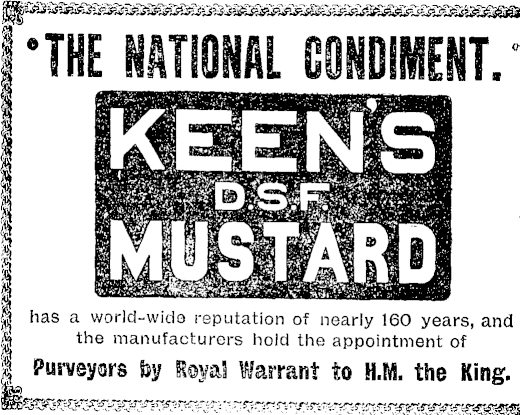 THE NATIONAL CONDIMENT.
KEEN'S
D.S.F.
MUSTARD
has a world-wide reputation of nearly 160 years, and
the manufacturers hold the appointment of
Purveyors by Royal Warrant to H.M. the King.